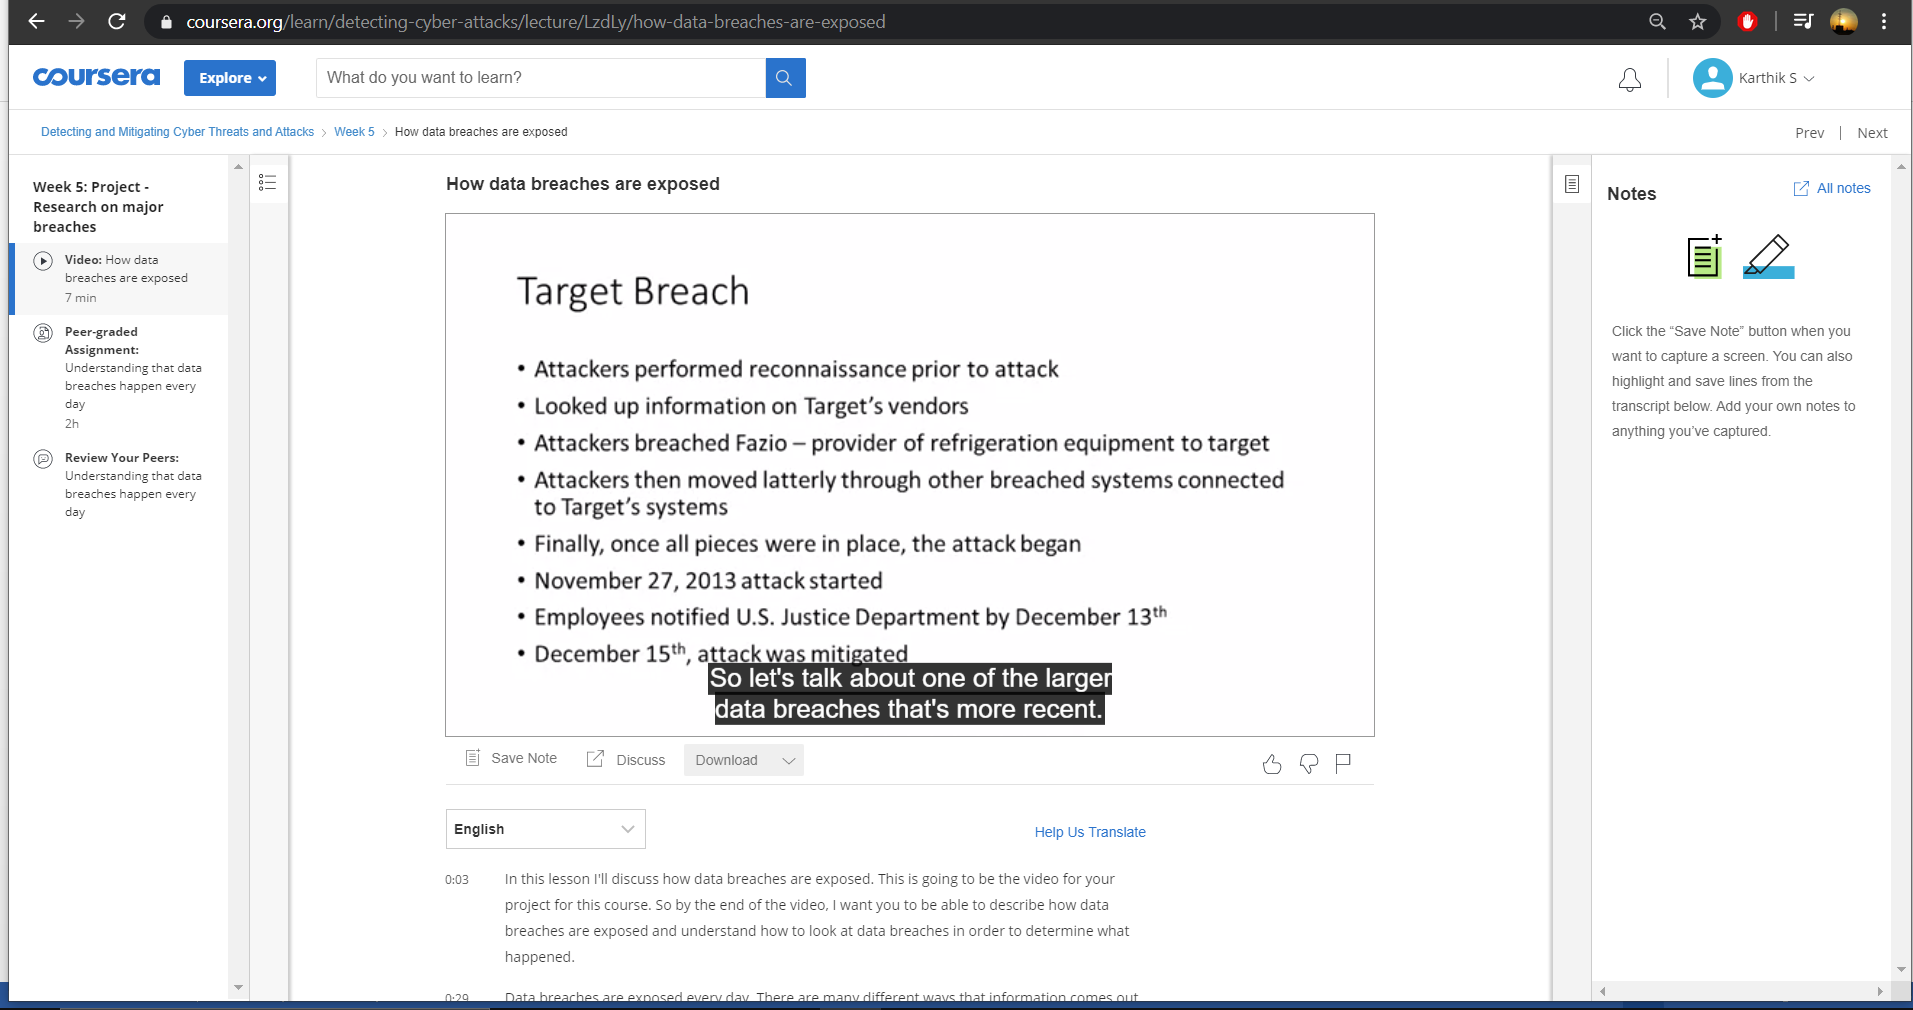 coursera.org/learn/detecting-cyber-attacks/lecture/LzdLy/how-data-breaches-are-exposed
coursera
Explore
What do you want to learn?
Karthik S
Detecting and Mitigating Cyber Threats and Attacks
Week 5
How data breaches are exposed
Prev | Next
Week 5: Project -
Research on major
breaches
Video: How data
breaches are exposed
7 min
Peer-graded
Assignment:
Understanding that data
breaches happen every
day
2h
Review Your Peers:
Understanding that data
breaches happen every
day
How data breaches are exposed
Target Breach
• Attackers performed reconnaissance prior to attack
• Looked up information on Target's vendors
• Attackers breached Fazio – provider of refrigeration equipment to target
• Attackers then moved latterly through other breached systems connected
to Target's systems
• Finally, once all pieces were in place, the attack began
• November 27, 2013 attack started
• Employees notified U.S. Justice Department by December 13th
• December 15th, attack was mitigated
So let's talk about one of the larger
data breaches that's more recent.
Save Note
Discuss
Download
English
Help Us Translate
0:03
In this lesson I'll discuss how data breaches are exposed. This is going to be the video for your
project for this course. So by the end of the video, I want you to be able to describe how data
breaches are exposed and understand how to look at data breaches in order to determine what
happened.
0:29
Data breaches are exposed every day. There are many different ways that information comes out
Notes
All notes
Click the “Save Note” button when you
want to capture a screen. You can also
highlight and save lines from the
transcript below. Add your own notes to
anything you’ve captured.